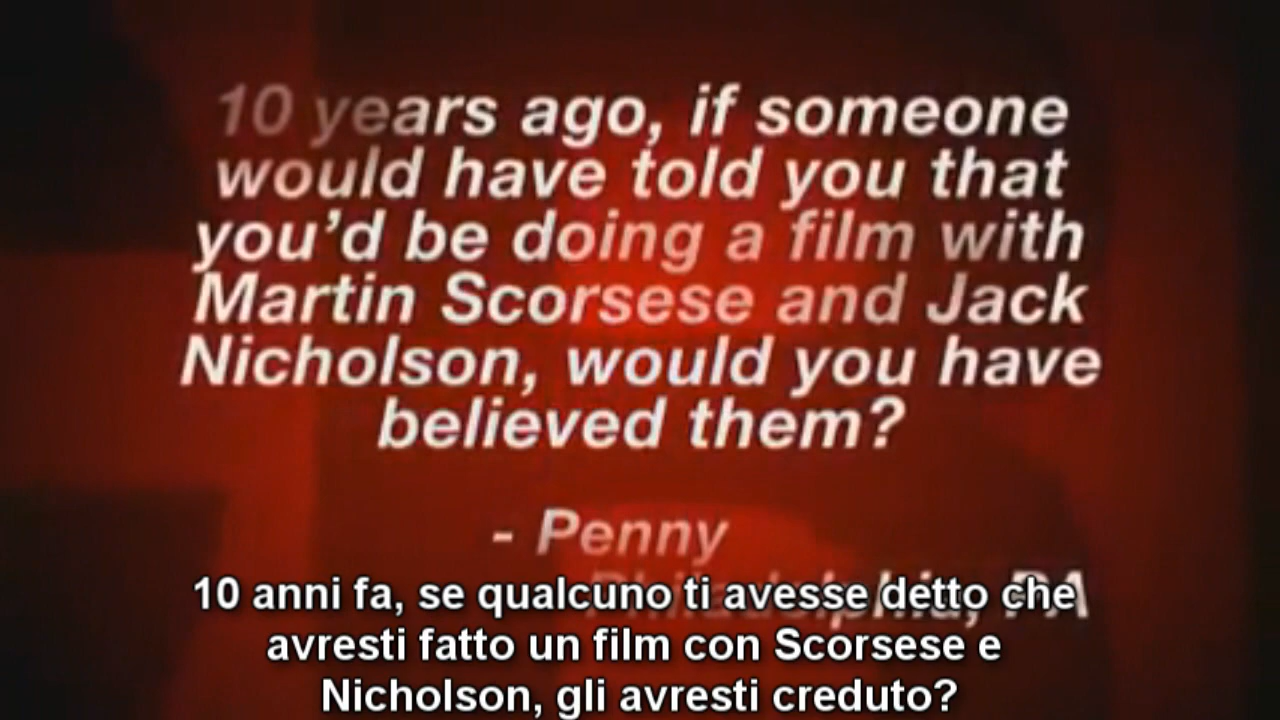 10 years ago, if someone
would have told you that
you'd be doing a film with
Martin Scorsese and Jack
Nicholson, would you have
believed them?
- Penny
Philadelphia, PA
10 anni fa, se qualcuno ti avesse detto che
avresti fatto un film con Scorsese e
Nicholson, gli avresti creduto?